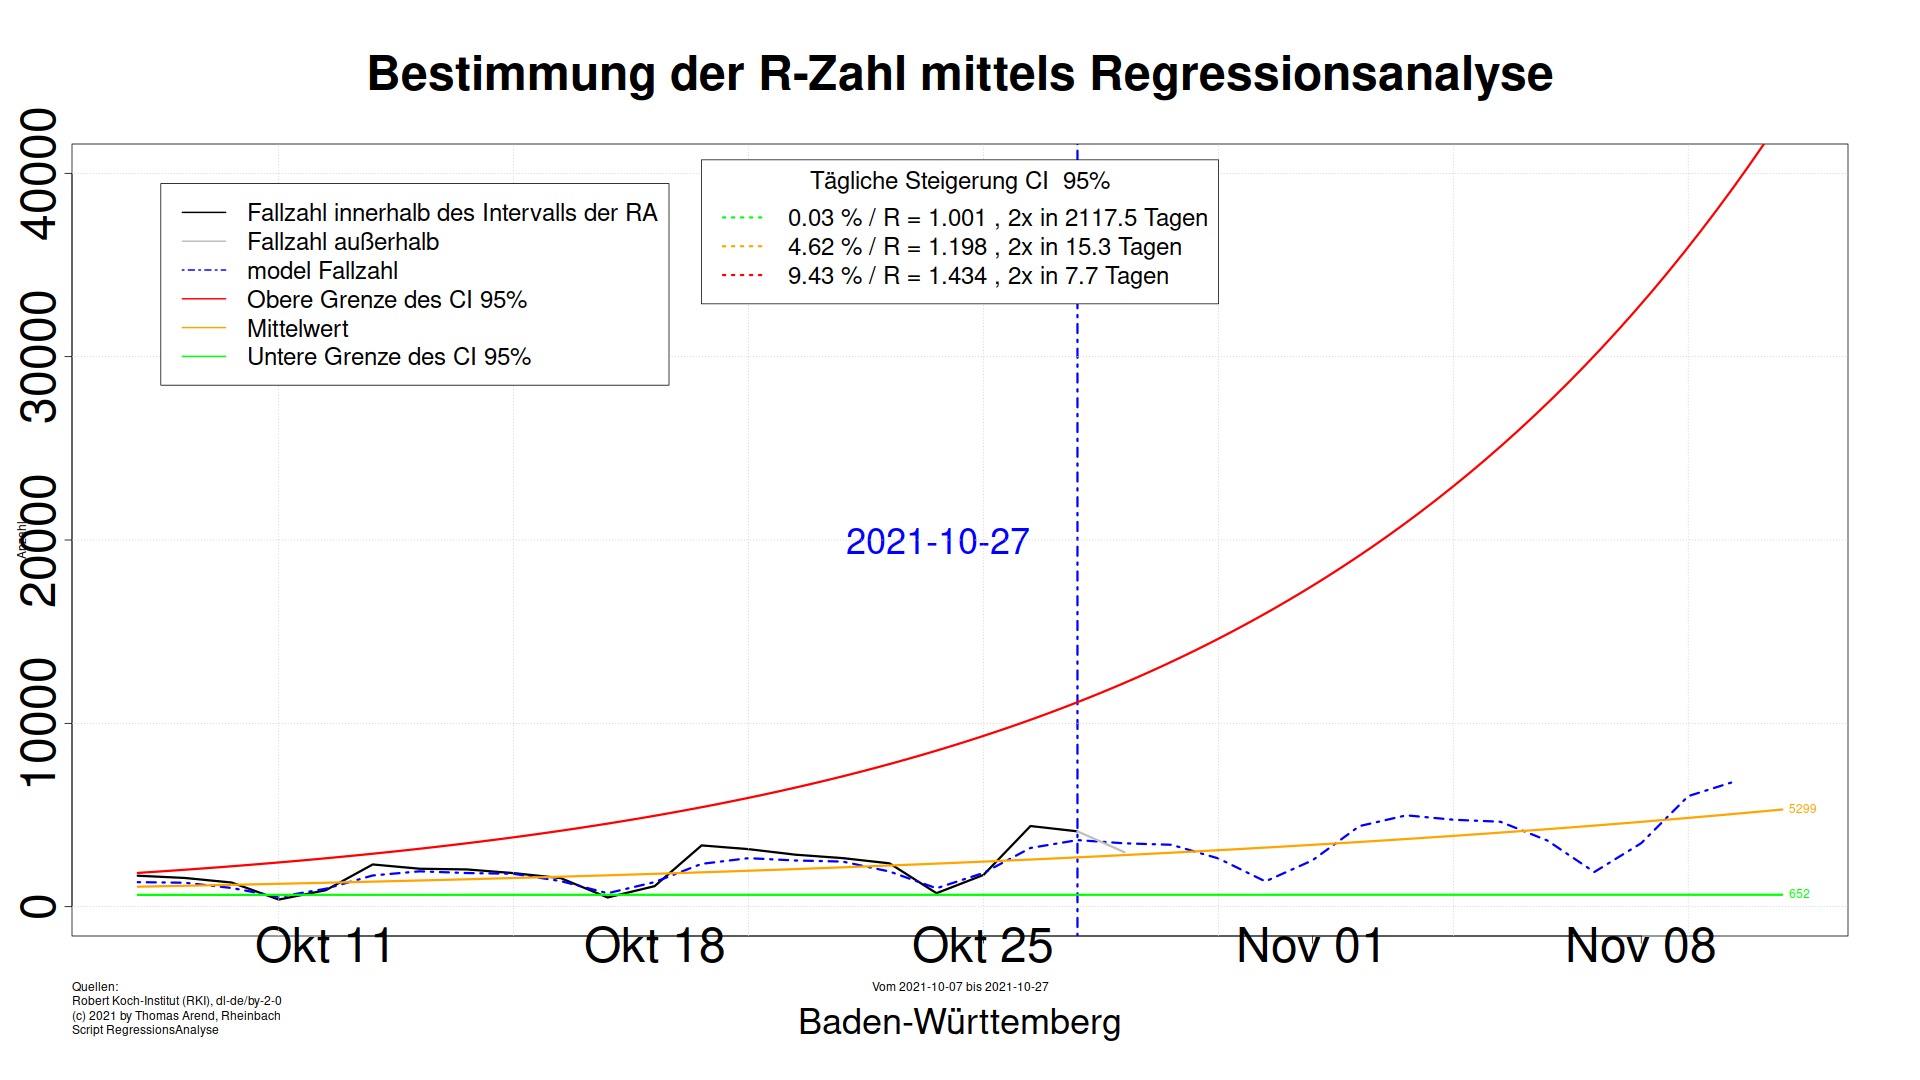 Bestimmung der R-Zahl mittels Regressionsanalyse
Anzahl
40000
30000
20000
10000
0
Fallzahl innerhalb des Intervalls der RA
Fallzahl außerhalb
model Fallzahl
Obere Grenze des CI 95%
Mittelwert
Untere Grenze des CI 95%
Tägliche Steigerung CI 95%
0.03 % / R = 1.001 , 2x in 2117.5 Tagen
4.62 % / R = 1.198 , 2x in 15.3 Tagen
9.43 % / R = 1.434 , 2x in 7.7 Tagen
2021-10-27
5299
652
Okt 11
Okt 18
Okt 25
Nov 01
Nov 08
Vom 2021-10-07 bis 2021-10-27
Baden-Württemberg
Quellen:
Robert Koch-Institut (RKI), dl-de/by-2-0
(c) 2021 by Thomas Arend, Rheinbach
Script RegressionsAnalyse